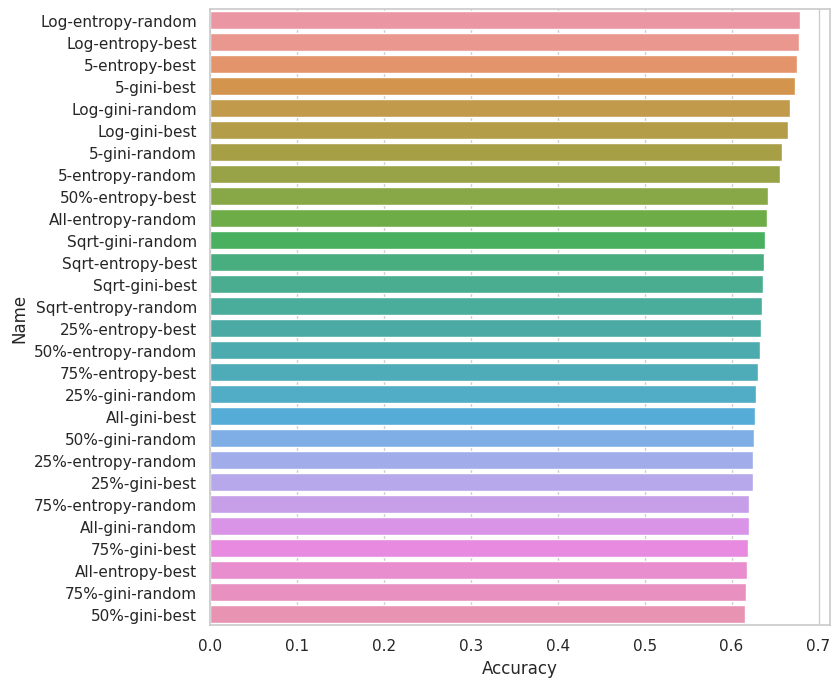 Log-entropy-random
Log-entropy-best
5-entropy-best
5-gini-best
Log-gini-random
Log-gini-best
5-gini-random
5-entropy-random
50%-entropy-best
All-entropy-random
Sqrt-gini-random
Sqrt-entropy-best
Sqrt-gini-best
Sqrt-entropy-random
25%-entropy-best
50%-entropy-random
75%-entropy-best
25%-gini-random
All-gini-best
50%-gini-random
25%-entropy-random
25%-gini-best
75%-entropy-random
All-gini-random
75%-gini-best
All-entropy-best
75%-gini-random
50%-gini-best
Name
0.0 0.1 0.2 0.3 0.4 0.5 0.6 0.7
Accuracy